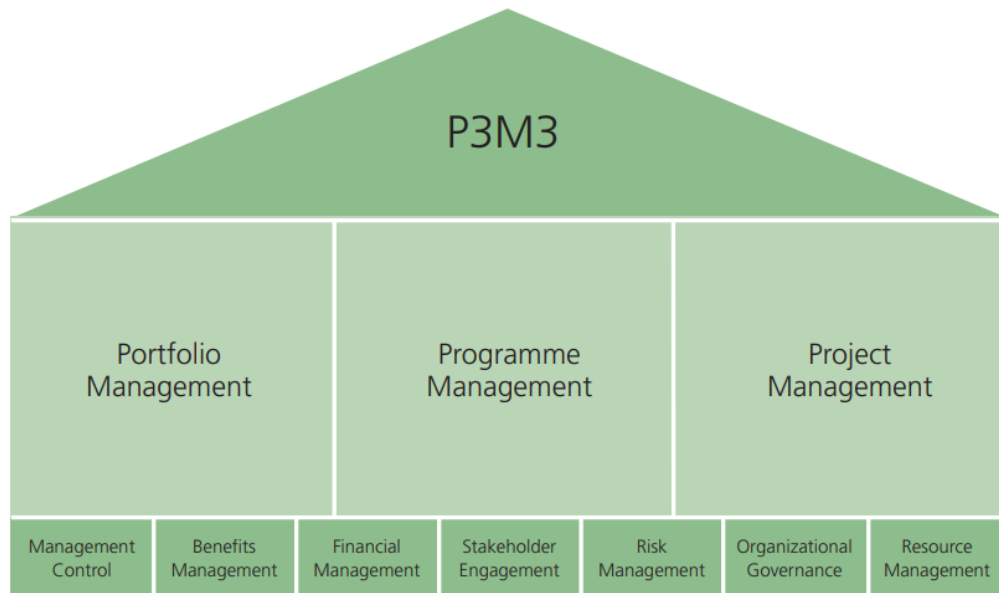 P3M3
Portfolio
Management
Programme
Management
Project
Management
Management
Control
Benefits
Management
Financial
Management
Stakeholder
Engagement
Risk
Management
Organizational
Governance
Resource
Management